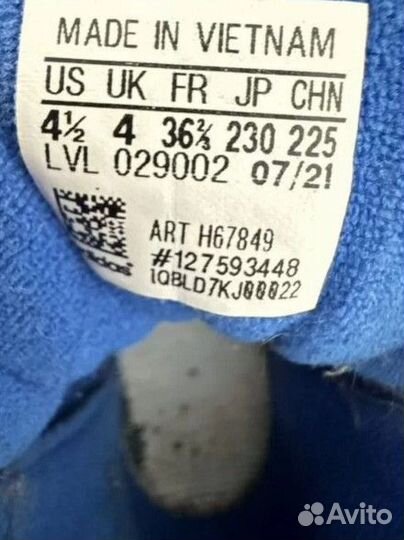 MADE IN VIETNAM
US UK FR JP CHN
4½ 4 36⅔ 230 225
LVL 029002 07/21
ART H67849
#127593448
adidas
Avito